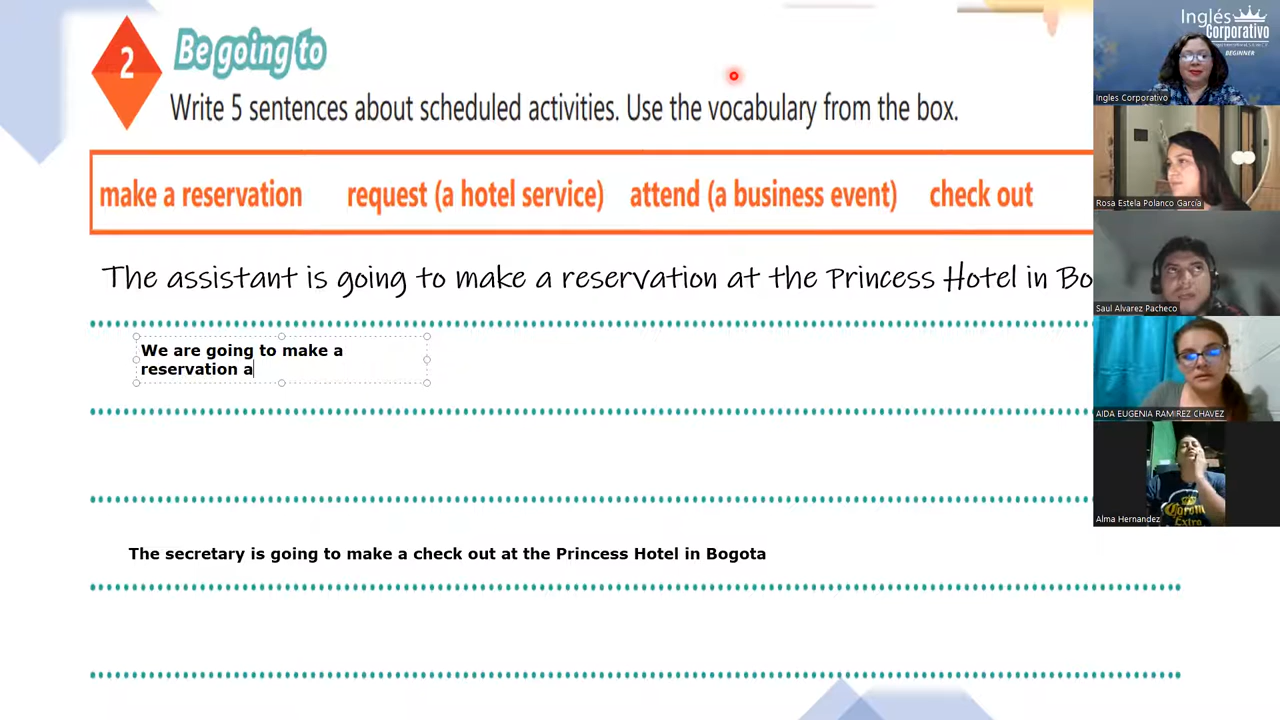 2
Be going to
Write 5 sentences about scheduled activities. Use the vocabulary from the box.
make a reservation request (a hotel service) attend (a business event) check out
The assistant is going to make a reservation at the Princess Hotel in Bo
We are going to make a
reservation a
The secretary is going to make a check out at the Princess Hotel in Bogota
Inglés
Corporativo
BEGINNER
Ingles Corporativo
Rosa Estela Polanco García
Saul Alvarez Pacheco
AIDA EUGENIA RAMIREZ CHAVEZ
Corona
Extra
Alma Hernandez